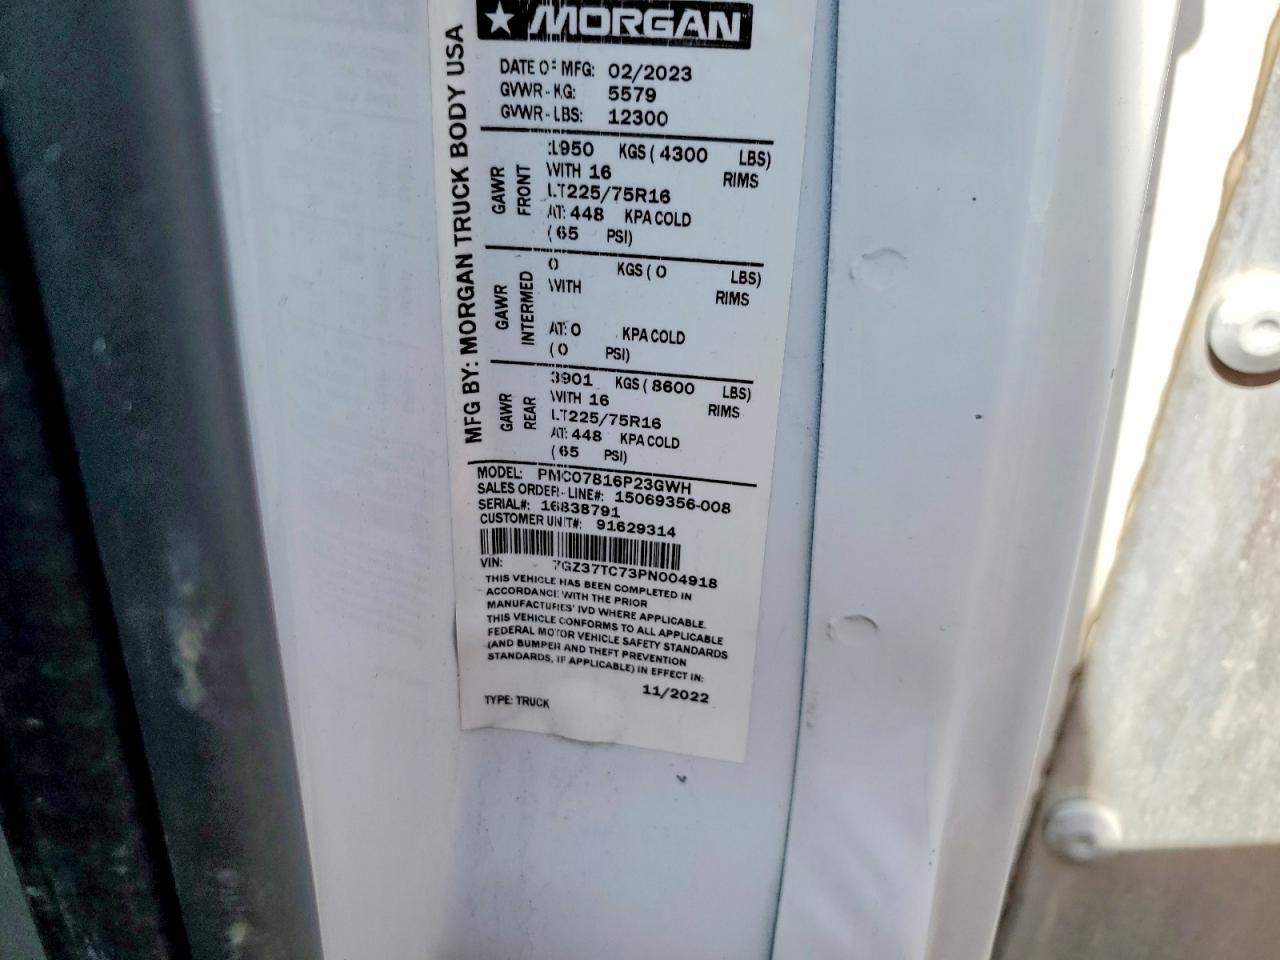 MORGAN
MFG BY: MORGAN TRUCK BODY USA
DATE OF MFG: 02/2023
GVWR - KG: 5579
GVWR - LBS: 12300
GAWR FRONT
1950 KGS ( 4300 LBS)
WITH 16 RIMS
LT225/75R16
AT: 448 KPA COLD
( 65 PSI)
GAWR INTERMED
0 KGS ( 0 LBS)
WITH RIMS
AT: 0 KPA COLD
( 0 PSI)
GAWR REAR
3901 KGS ( 8600 LBS)
WITH 16 RIMS
LT225/75R16
AT: 448 KPA COLD
( 65 PSI)
MODEL: PMC07816P23GWH
SALES ORDER - LINE#: 15069356-008
SERIAL#: 16838791
CUSTOMER UNIT#: 91629314
VIN: 7GZ37TC73PN004918
THIS VEHICLE HAS BEEN COMPLETED IN
ACCORDANCE WITH THE PRIOR
MANUFACTURES' IVD WHERE APPLICABLE.
THIS VEHICLE CONFORMS TO ALL APPLICABLE
FEDERAL MOTOR VEHICLE SAFETY STANDARDS
(AND BUMPER AND THEFT PREVENTION
STANDARDS, IF APPLICABLE) IN EFFECT IN:
11/2022
TYPE: TRUCK